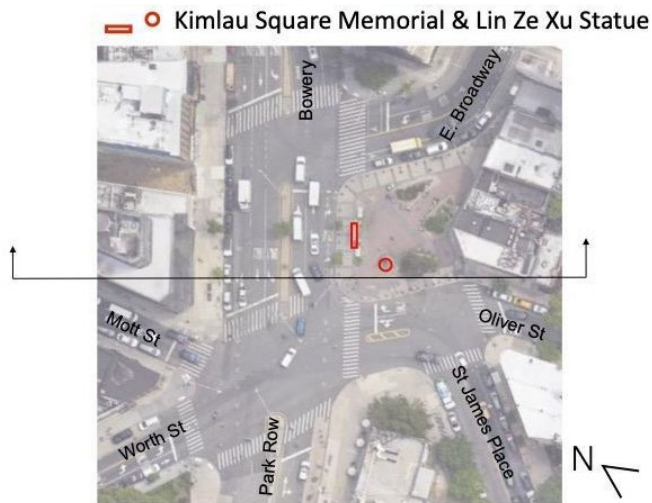 Kimlau Square Memorial & Lin Ze Xu Statue
Bowery
E. Broadway
Mott St
Oliver St
Worth St
Park Row
St James Place
N